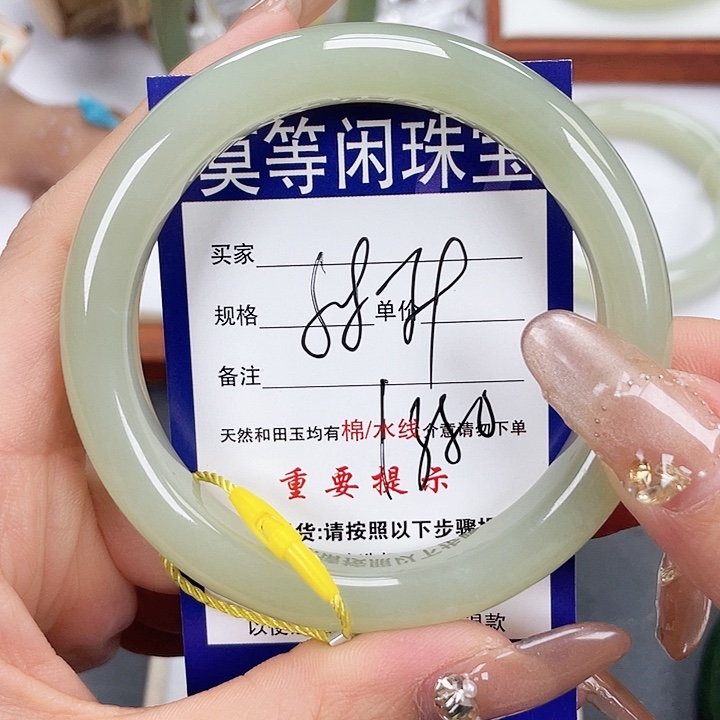 莫等闲珠宝
买家
规格 单价
备注
1880
天然和田玉均有棉/水线介意请勿下单
重要提示
货:请按照以下步骤